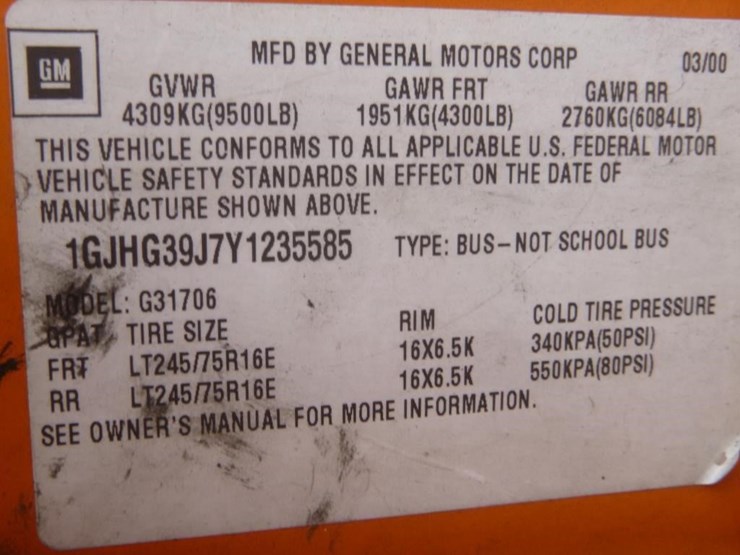 GM
MFD BY GENERAL MOTORS CORP 03/00
GVWR GAWR FRT GAWR RR
4309KG(9500LB) 1951KG(4300LB) 2760KG(6084LB)
THIS VEHICLE CONFORMS TO ALL APPLICABLE U.S. FEDERAL MOTOR
VEHICLE SAFETY STANDARDS IN EFFECT ON THE DATE OF
MANUFACTURE SHOWN ABOVE.
1GJHG39J7Y1235585 TYPE: BUS-NOT SCHOOL BUS
MODEL: G31706
GPAT TIRE SIZE RIM COLD TIRE PRESSURE
FRT LT245/75R16E 16X6.5K 340KPA(50PSI)
RR LT245/75R16E 16X6.5K 550KPA(80PSI)
SEE OWNER'S MANUAL FOR MORE INFORMATION.